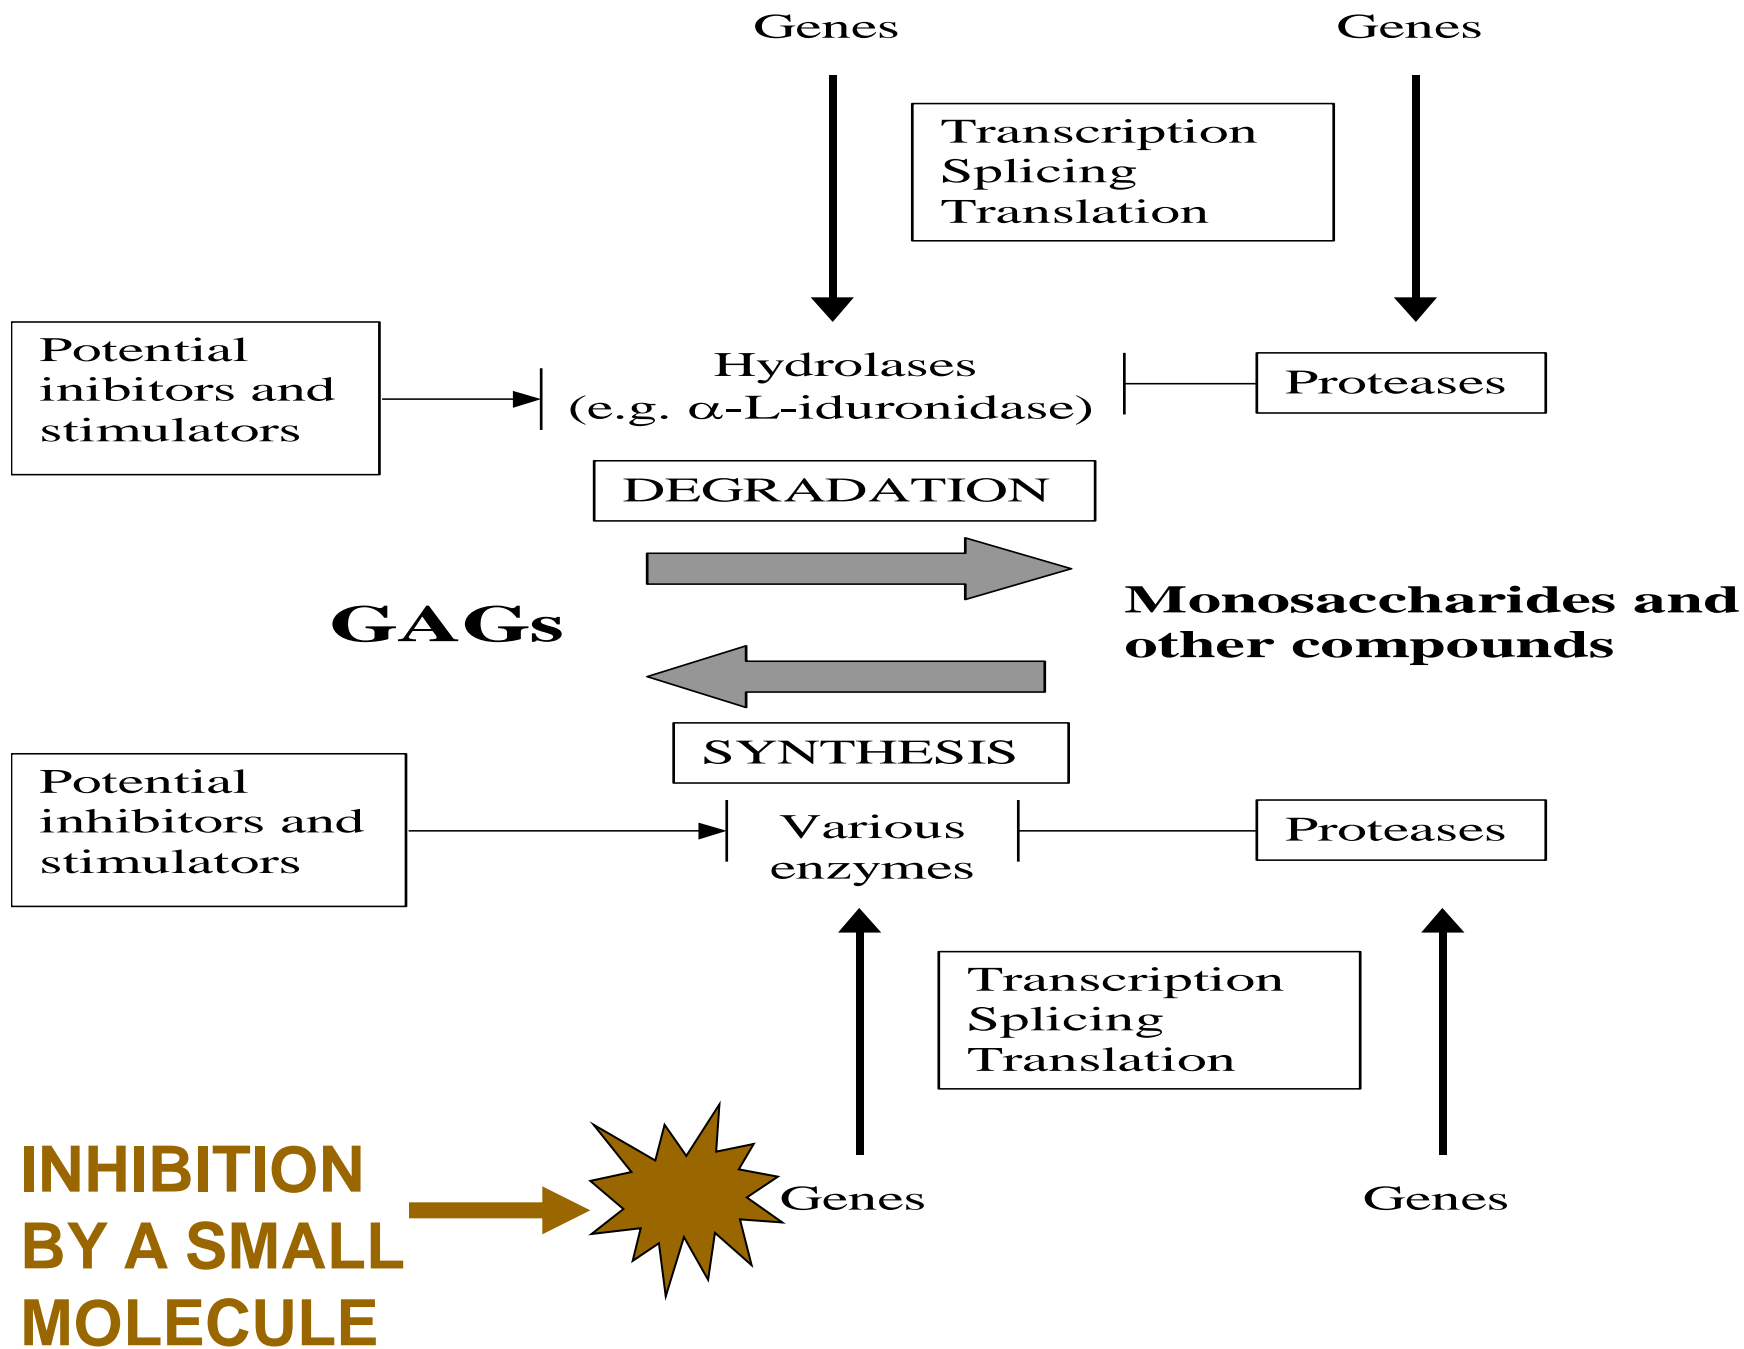 Genes
Genes
Transcription
Splicing
Translation
Potential
inibitors and
stimulators
Hydrolases
(e.g. α-L-iduronidase)
Proteases
DEGRADATION
GAGs
Monosaccharides and
other compounds
SYNTHESIS
Potential
inhibitors and
stimulators
Various
enzymes
Proteases
Transcription
Splicing
Translation
INHIBITION
BY A SMALL
MOLECULE
Genes
Genes